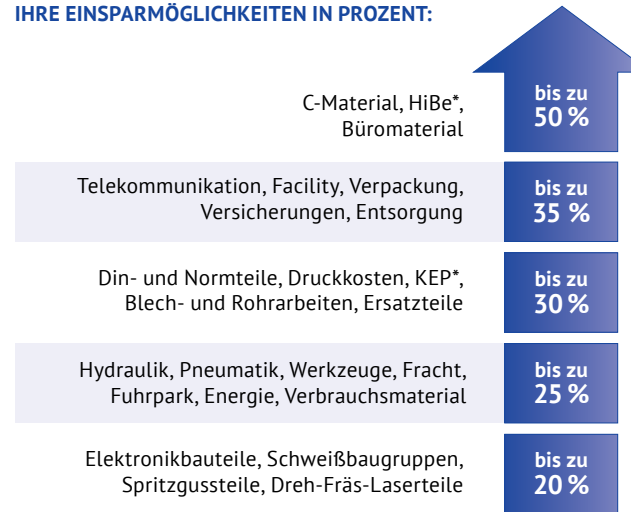 IHRE EINSPARMÖGLICHKEITEN IN PROZENT:
C-Material, HiBe*,
Büromaterial
bis zu
50 %
Telekommunikation, Facility, Verpackung,
Versicherungen, Entsorgung
bis zu
35 %
Din- und Normteile, Druckkosten, KEP*,
Blech- und Rohrarbeiten, Ersatzteile
bis zu
30 %
Hydraulik, Pneumatik, Werkzeuge, Fracht,
Fuhrpark, Energie, Verbrauchsmaterial
bis zu
25 %
Elektronikbauteile, Schweißbaugruppen,
Spritzgussteile, Dreh-Fräs-Laserteile
bis zu
20 %